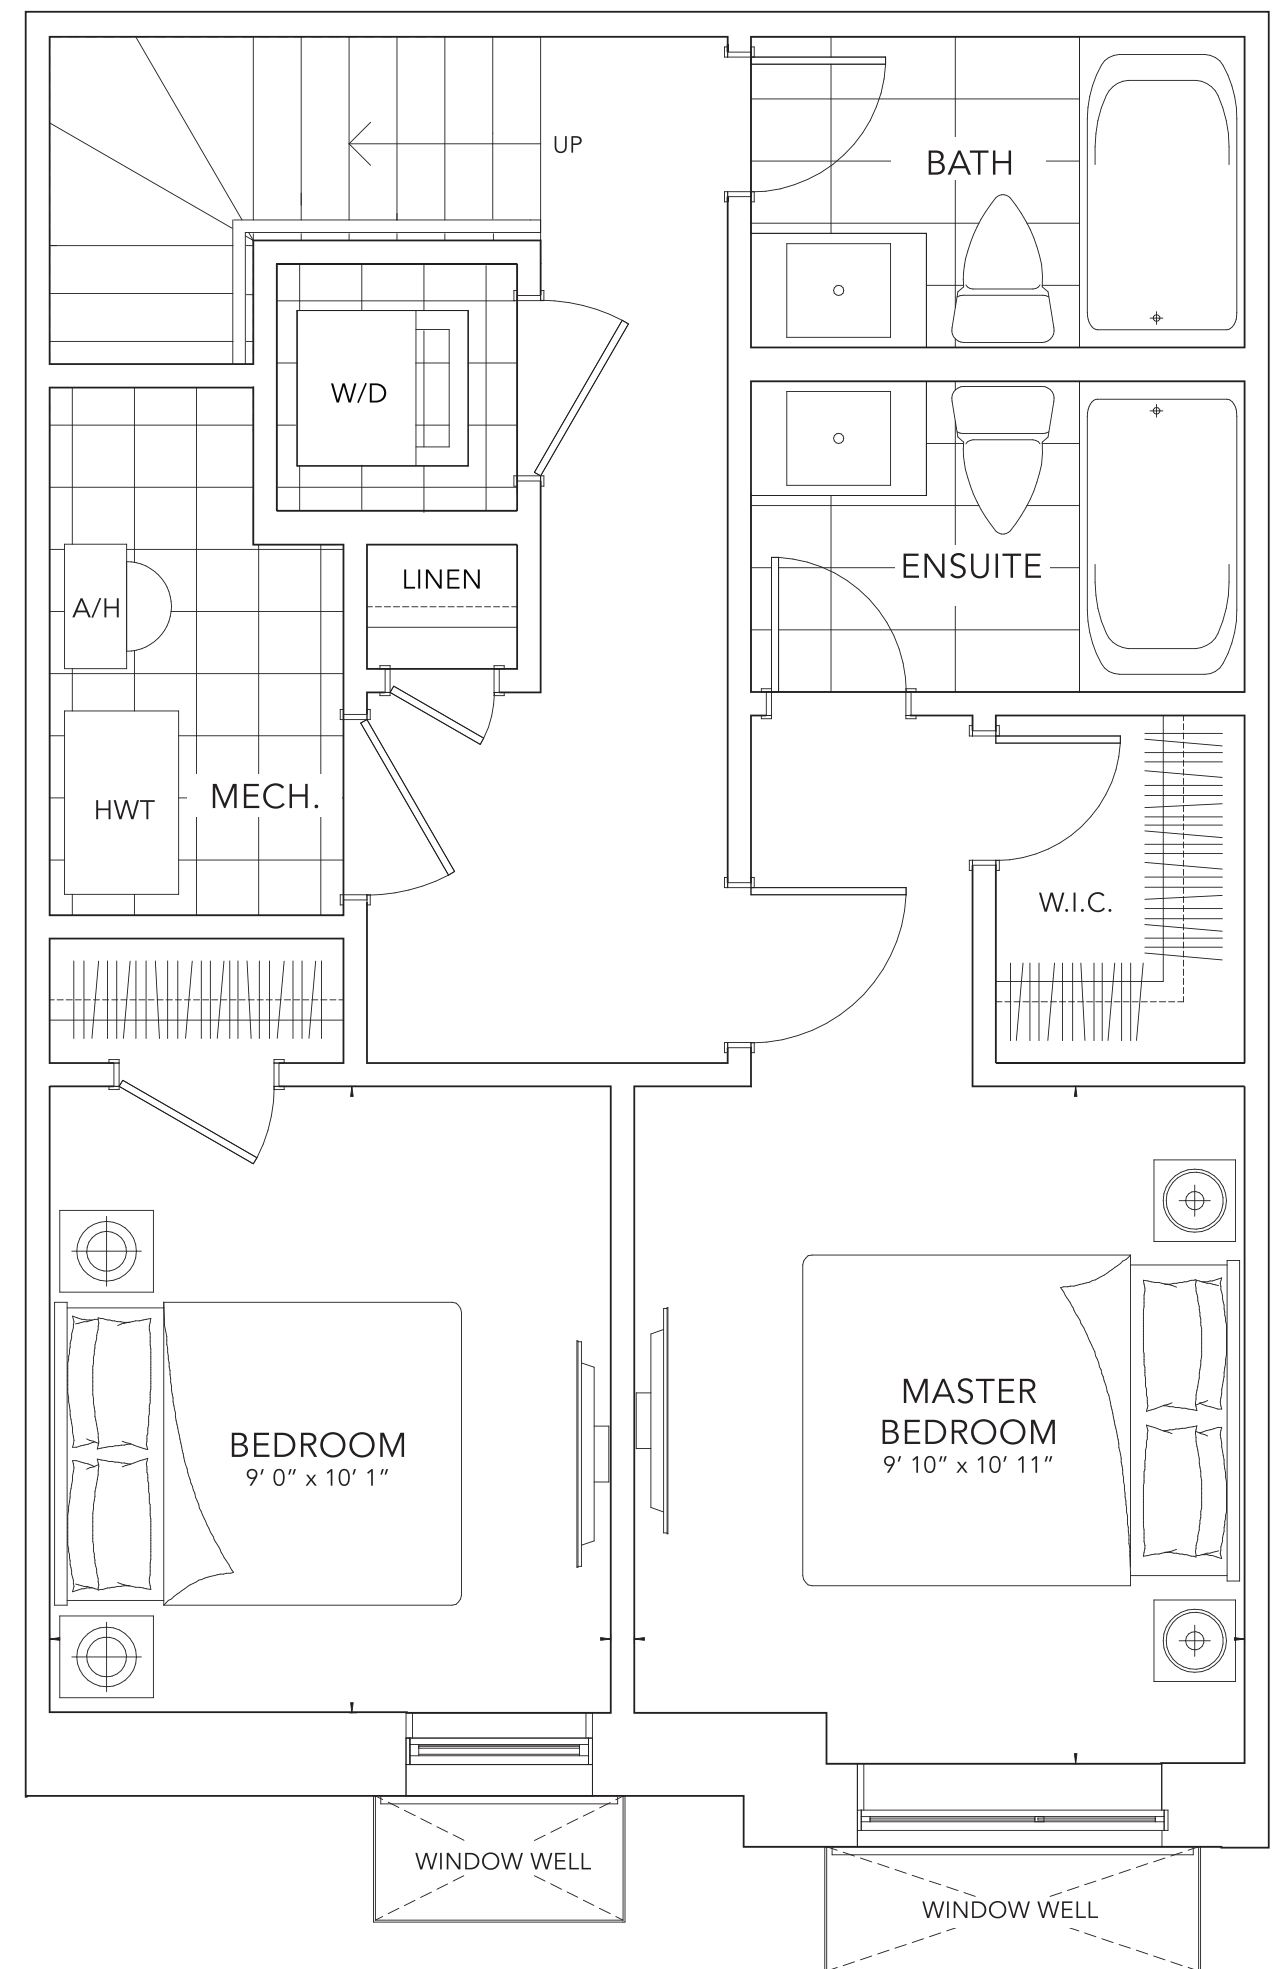 UP
BATH
W/D
LINEN
ENSUITE
A/H
MECH.
HWT
W.I.C.
MASTER
BEDROOM
9’ 10” x 10’ 11”
BEDROOM
9’ 0” x 10’ 1”
WINDOW WELL
WINDOW WELL